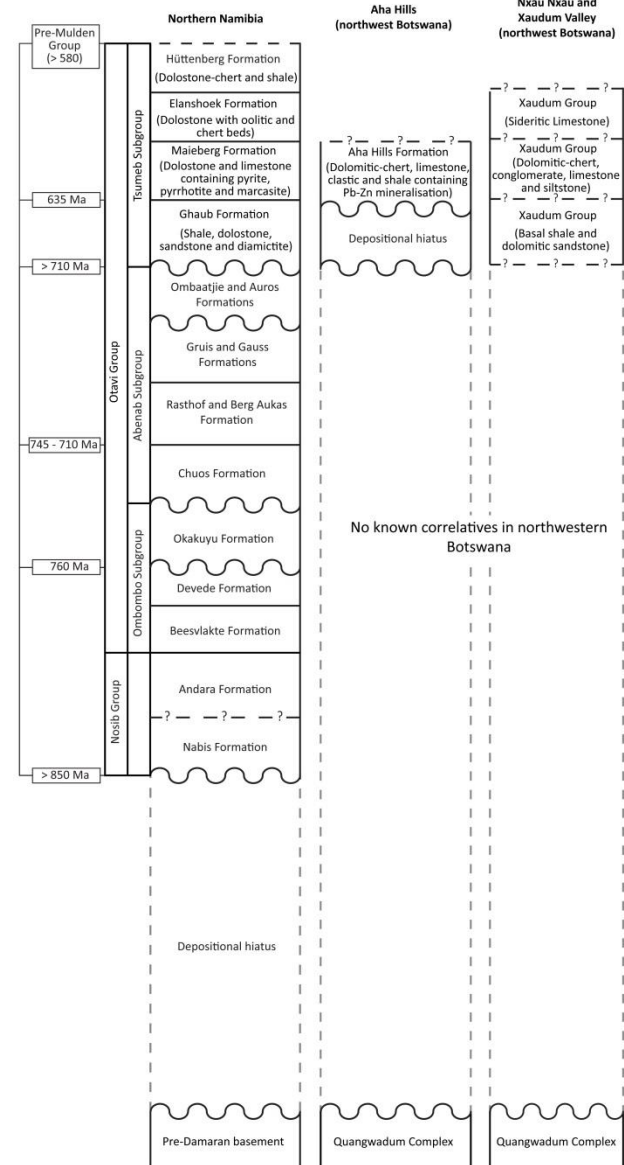 Northern Namibia
Aha Hills
(northwest Botswana)
Nxau Nxau and
Xaudum Valley
(northwest Botswana)
Pre-Mulden
Group
(> 580)
635 Ma
> 710 Ma
745 - 710 Ma
760 Ma
> 850 Ma
Otavi Group
Nosib Group
Tsumeb Subgroup
Abenab Subgroup
Ombombo Subgroup
Hüttenberg Formation
(Dolostone-chert and shale)
Elanshoek Formation
(Dolostone with oolitic and
chert beds)
Maieberg Formation
(Dolostone and limestone
containing pyrite,
pyrrhotite and marcasite)
Ghaub Formation
(Shale, dolostone,
sandstone and diamictite)
Ombaatjie and Auros
Formations
Gruis and Gauss
Formations
Rasthof and Berg Aukas
Formation
Chuos Formation
Okakuyu Formation
Devede Formation
Beesvlakte Formation
Andara Formation
? ? ?
Nabis Formation
Depositional hiatus
Pre-Damaran basement
? ? ?
Aha Hills Formation
(Dolomitic-chert, limestone,
clastic and shale containing
Pb-Zn mineralisation)
Depositional hiatus
Quangwadum Complex
? ? ?
Xaudum Group
(Sideritic Limestone)
? ? ?
Xaudum Group
(Dolomitic-chert,
conglomerate, limestone
and siltstone)
? ? ?
Xaudum Group
(Basal shale and
dolomitic sandstone)
? ? ?
No known correlatives in northwestern
Botswana
Quangwadum Complex